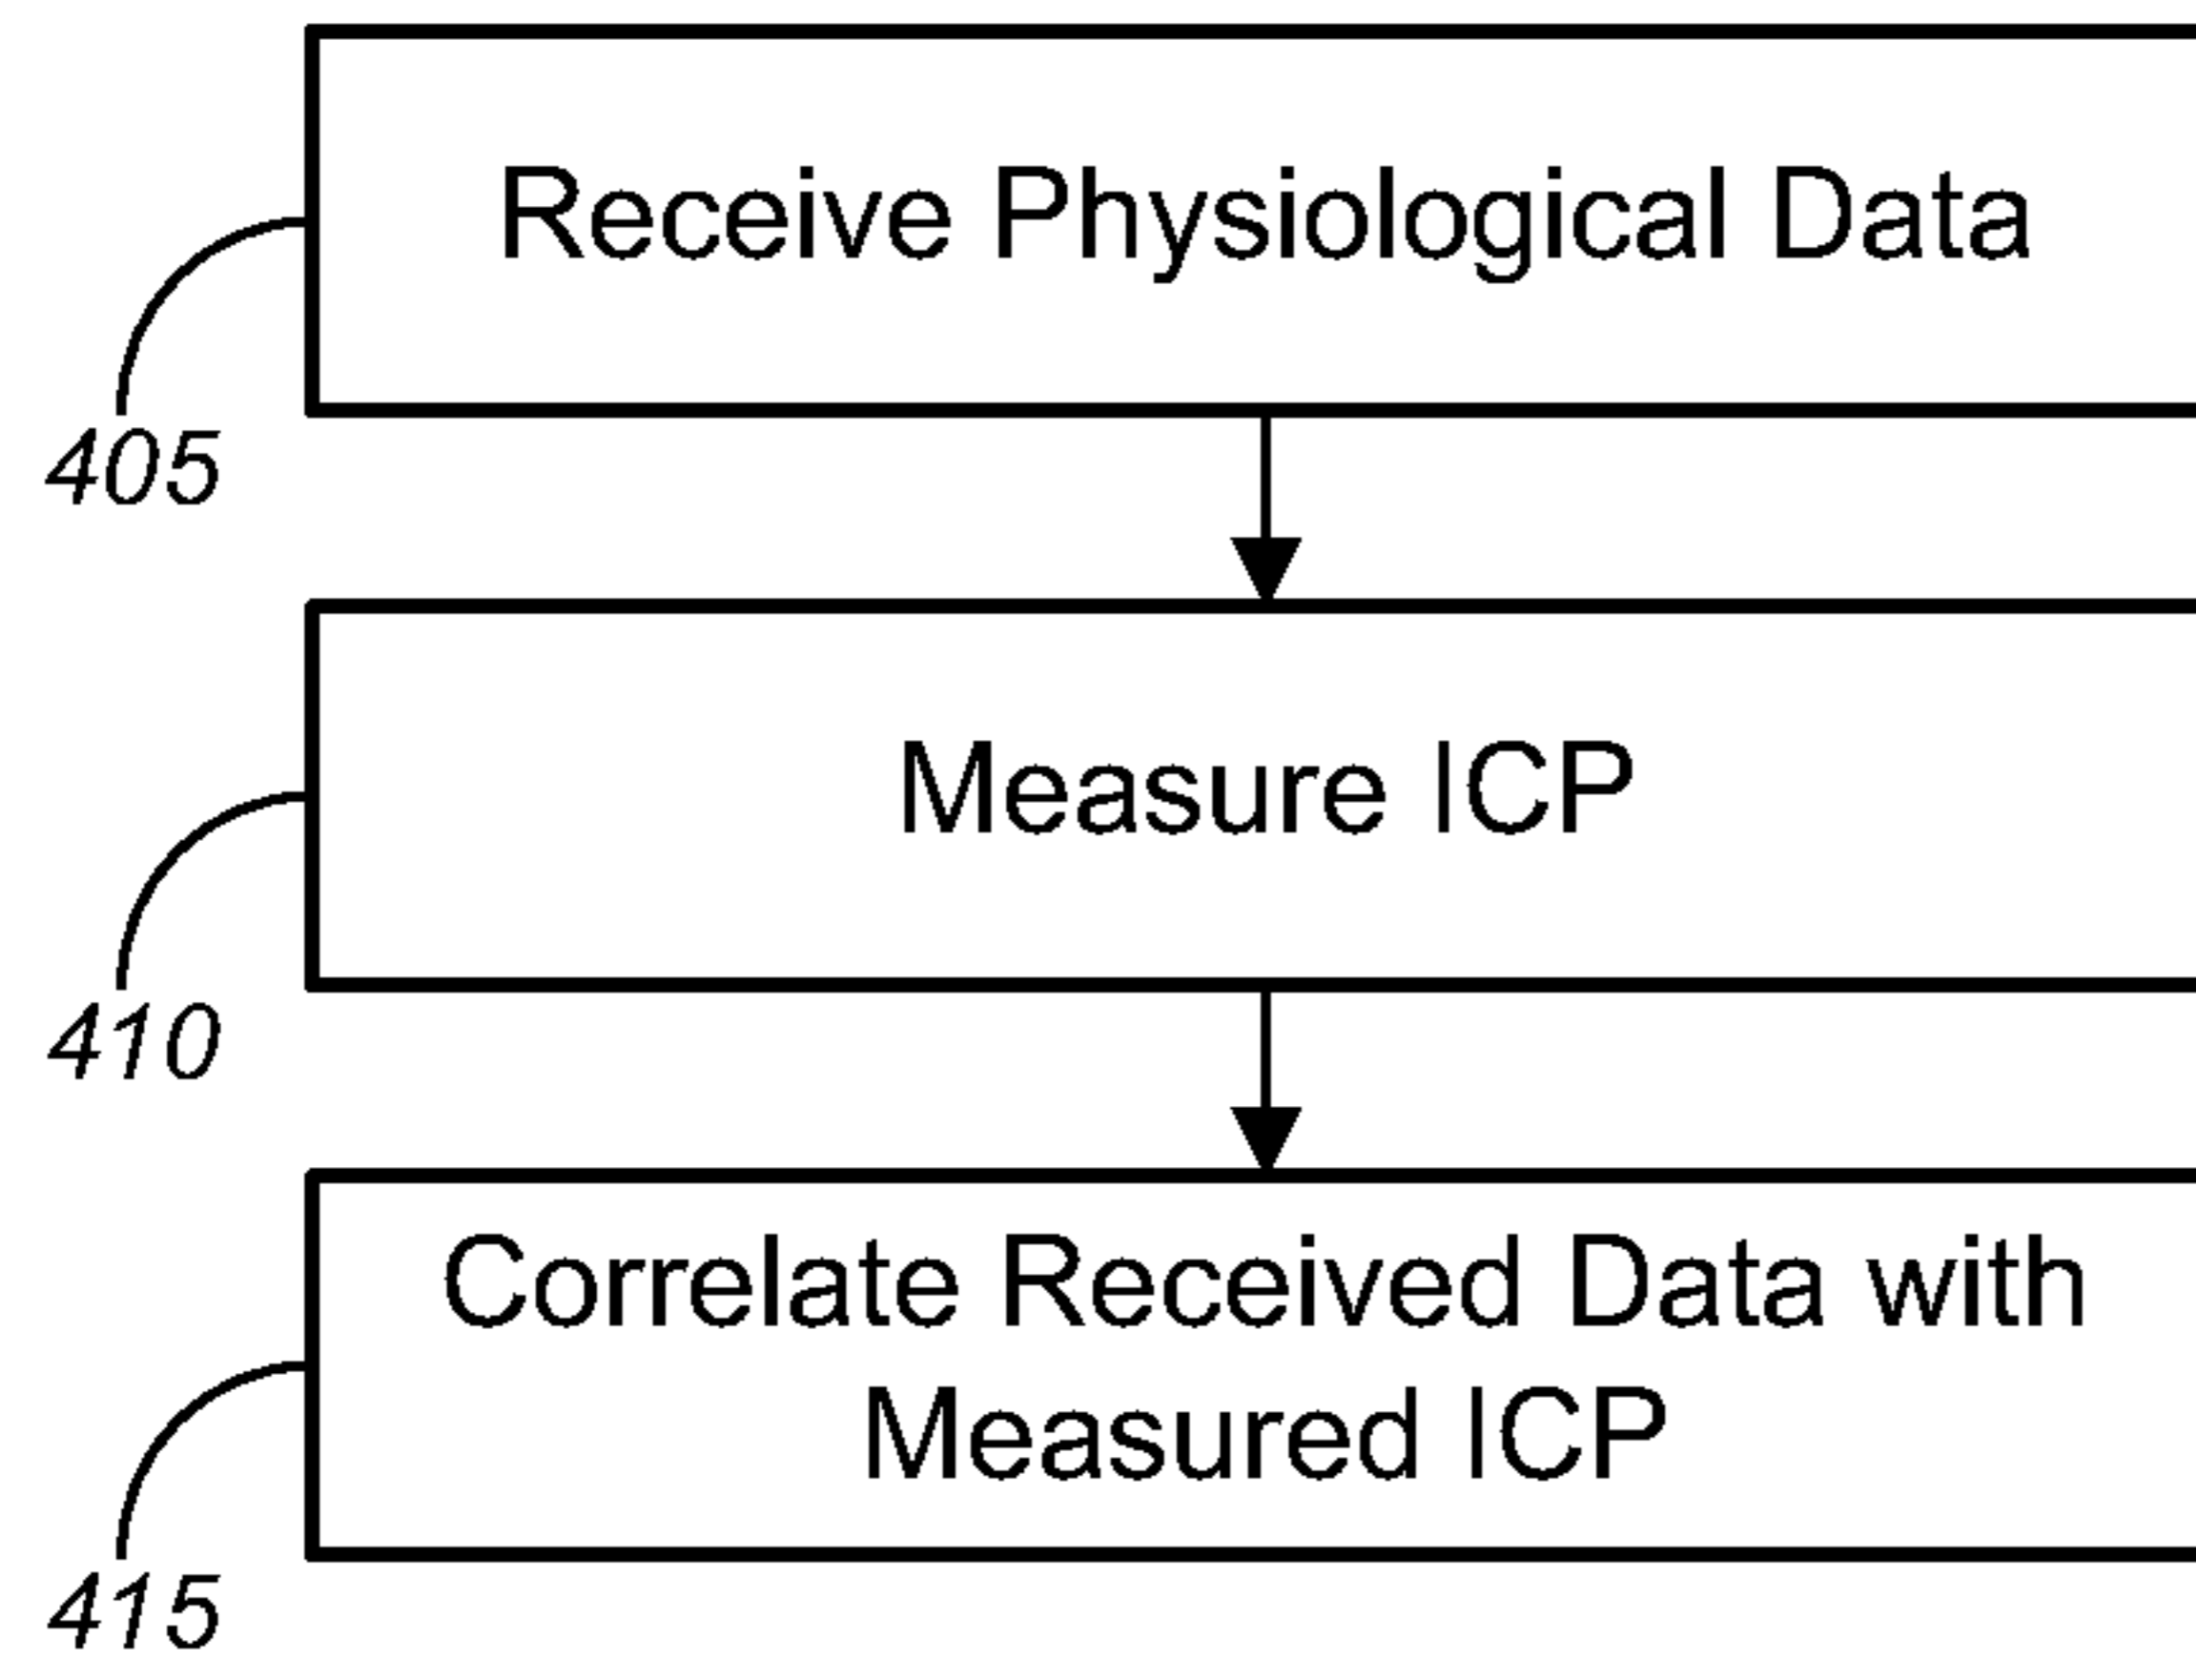 Receive Physiological Data
405
Measure ICP
410
Correlate Received Data with
Measured ICP
415